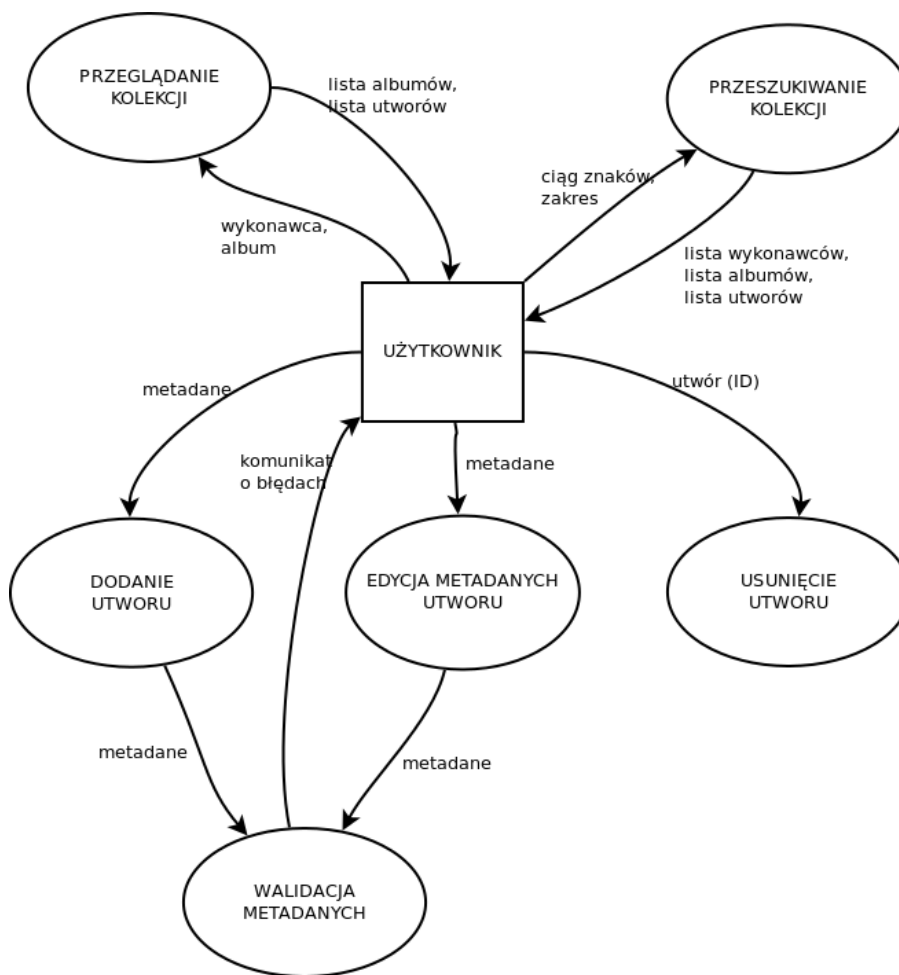 PRZEGLĄDANIE
KOLEKCJI
lista albumów,
lista utworów
PRZESZUKIWANIE
KOLEKCJI
ciąg znaków,
zakres
wykonawca,
album
lista wykonawców,
lista albumów,
lista utworów
UŻYTKOWNIK
metadane
utwór (ID)
komunikat
o błędach
metadane
DODANIE
UTWORU
EDYCJA METADANYCH
UTWORU
USUNIĘCIE
UTWORU
metadane
metadane
WALIDACJA
METADANYCH